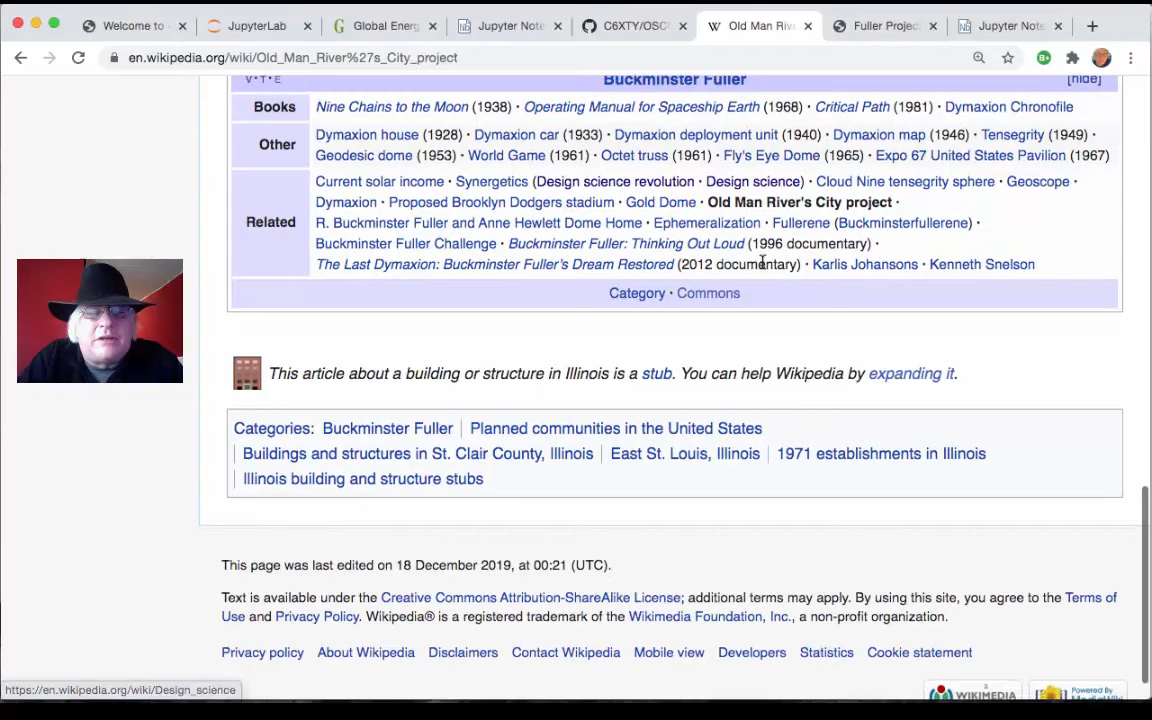 Welcome to
JupyterLab
Global Energ
Jupyter Note
C6XTY/OSC
Old Man Riv
Fuller Proje
Jupyter Note
en.wikipedia.org/wiki/Old_Man_River%27s_City_project
V·T·E Buckminster Fuller [hide]
Books Nine Chains to the Moon (1938) · Operating Manual for Spaceship Earth (1968) · Critical Path (1981) · Dymaxion Chronofile
Other Dymaxion house (1928) · Dymaxion car (1933) · Dymaxion deployment unit (1940) · Dymaxion map (1946) · Tensegrity (1949) ·
Geodesic dome (1953) · World Game (1961) · Octet truss (1961) · Fly's Eye Dome (1965) · Expo 67 United States Pavilion (1967)
Related Current solar income · Synergetics (Design science revolution · Design science) · Cloud Nine tensegrity sphere · Geoscope ·
Dymaxion · Proposed Brooklyn Dodgers stadium · Gold Dome · Old Man River's City project ·
R. Buckminster Fuller and Anne Hewlett Dome Home · Ephemeralization · Fullerene (Buckminsterfullerene) ·
Buckminster Fuller Challenge · Buckminster Fuller: Thinking Out Loud (1996 documentary) ·
The Last Dymaxion: Buckminster Fuller's Dream Restored (2012 documentary) · Karlis Johansons · Kenneth Snelson
Category · Commons
This article about a building or structure in Illinois is a stub. You can help Wikipedia by expanding it.
Categories: Buckminster Fuller | Planned communities in the United States
| Buildings and structures in St. Clair County, Illinois | East St. Louis, Illinois | 1971 establishments in Illinois
| Illinois building and structure stubs
This page was last edited on 18 December 2019, at 00:21 (UTC).
Text is available under the Creative Commons Attribution-ShareAlike License; additional terms may apply. By using this site, you agree to the Terms of
Use and Privacy Policy. Wikipedia® is a registered trademark of the Wikimedia Foundation, Inc., a non-profit organization.
Privacy policy About Wikipedia Disclaimers Contact Wikipedia Mobile view Developers Statistics Cookie statement
https://en.wikipedia.org/wiki/Design_science
WIKIMEDIA
Powered By